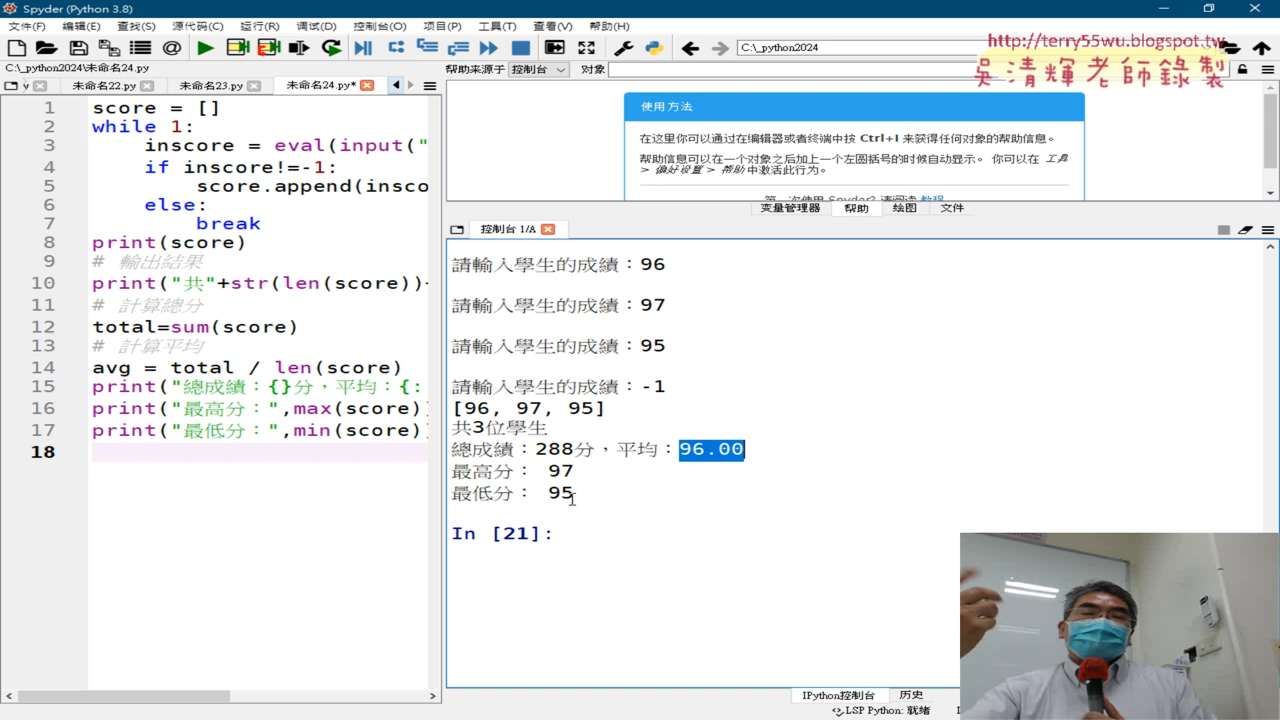 Spyder (Python 3.8)
文件(F) 编辑(E) 查找(S) 源代码(C) 运行(R) 调试(D) 控制台(O) 项目(P) 工具(T) 查看(V) 帮助(H)
C:\_python2024
http://terry55wu.blogspot.tw
吳清輝老師錄製
C:\_python2024\未命名24.py
帮助来源于 控制台 对象
未命名22.py 未命名23.py 未命名24.py*
1 score = []
2 while 1:
3 inscore = eval(input("
4 if inscore!=-1:
5 score.append(insco
6 else:
7 break
8 print(score)
9 # 輸出結果
10 print("共"+str(len(score))
11 # 計算總分
12 total=sum(score)
13 # 計算平均
14 avg = total / len(score)
15 print("總成績：{}分，平均：{:
16 print("最高分：",max(score))
17 print("最低分：",min(score))
18
使用方法
在这里你可以通过在编辑器或者终端中按 Ctrl+I 来获得任何对象的帮助信息。
帮助信息可以在一个对象之后加上一个左圆括号的时候自动显示。 你可以在 工具
> 偏好设置 > 帮助 中激活此行为。
第一次使用 Spyder? 请阅读 教程
变量管理器 帮助 绘图 文件
控制台 1/A
請輸入學生的成績：96
請輸入學生的成績：97
請輸入學生的成績：95
請輸入學生的成績：-1
[96, 97, 95]
共3位學生
總成績：288分，平均：96.00
最高分： 97
最低分： 95
In [21]:
IPython控制台 历史
LSP Python: 就绪